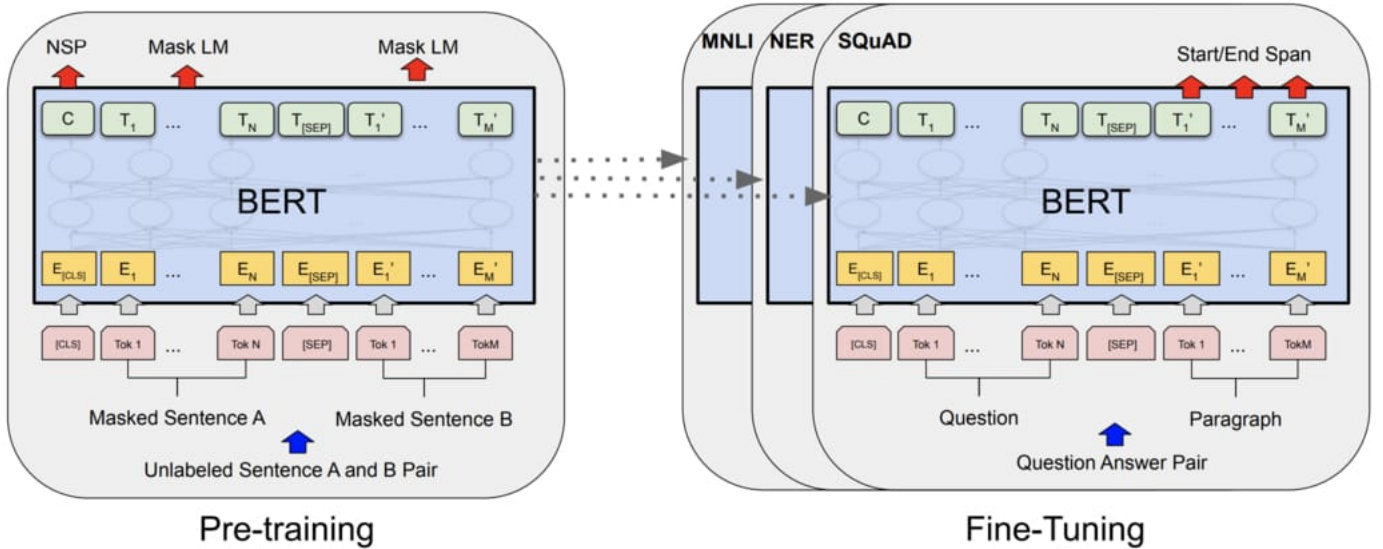 NSP Mask LM Mask LM
C T1 ... TN T[SEP] T1' ... TM'
BERT
E[CLS] E1 ... EN E[SEP] E1' ... EM'
[CLS] Tok 1 ... Tok N [SEP] Tok 1 ... TokM
Masked Sentence A Masked Sentence B
Unlabeled Sentence A and B Pair
Pre-training
MNLI NER SQuAD
Start/End Span
C T1 ... TN T[SEP] T1' ... TM'
BERT
E[CLS] E1 ... EN E[SEP] E1' ... EM'
[CLS] Tok 1 ... Tok N [SEP] Tok 1 ... TokM
Question Paragraph
Question Answer Pair
Fine-Tuning